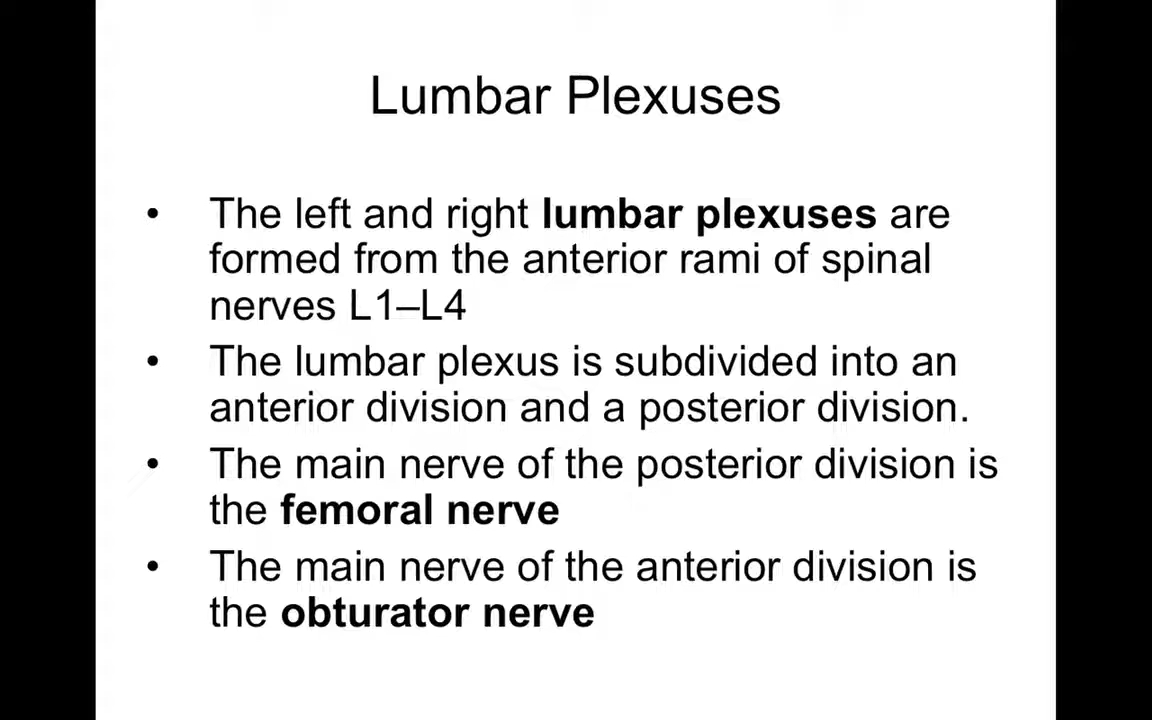 Lumbar Plexuses
• The left and right lumbar plexuses are
formed from the anterior rami of spinal
nerves L1–L4
• The lumbar plexus is subdivided into an
anterior division and a posterior division.
• The main nerve of the posterior division is
the femoral nerve
• The main nerve of the anterior division is
the obturator nerve